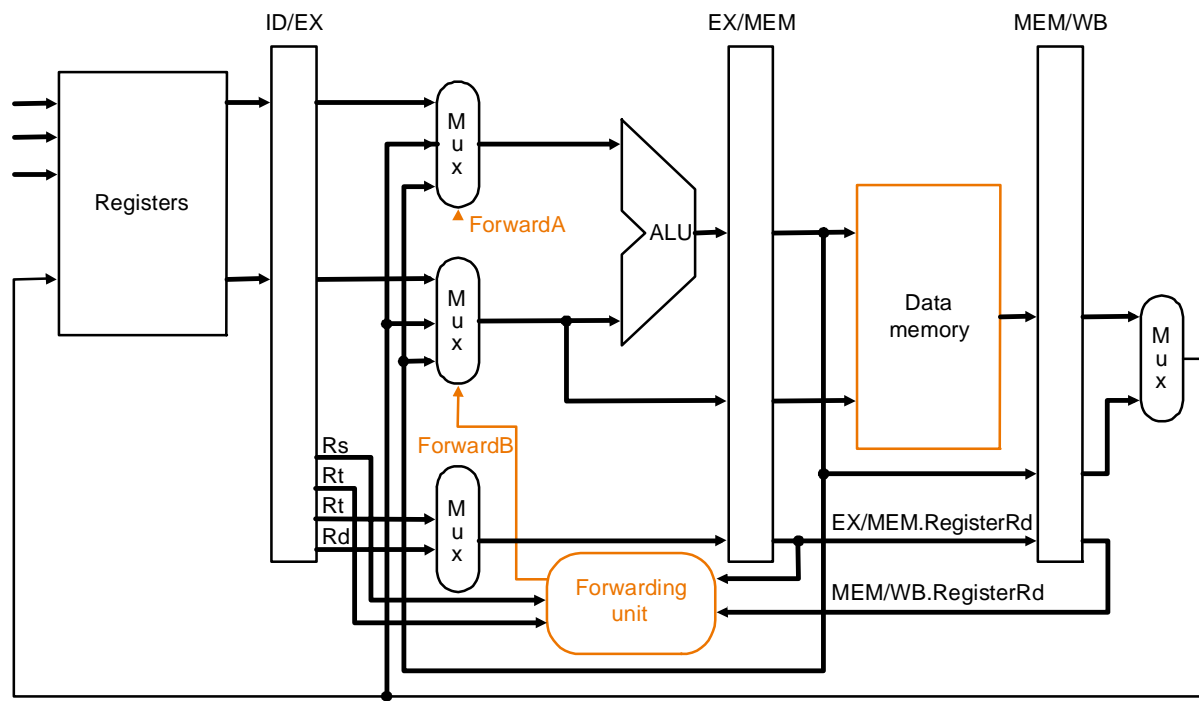 ID/EX
EX/MEM
MEM/WB
Registers
M
u
x
ForwardA
ALU
M
u
x
Data
memory
M
u
x
ForwardB
Rs
Rt
Rt
Rd
M
u
x
EX/MEM.RegisterRd
Forwarding
unit
MEM/WB.RegisterRd